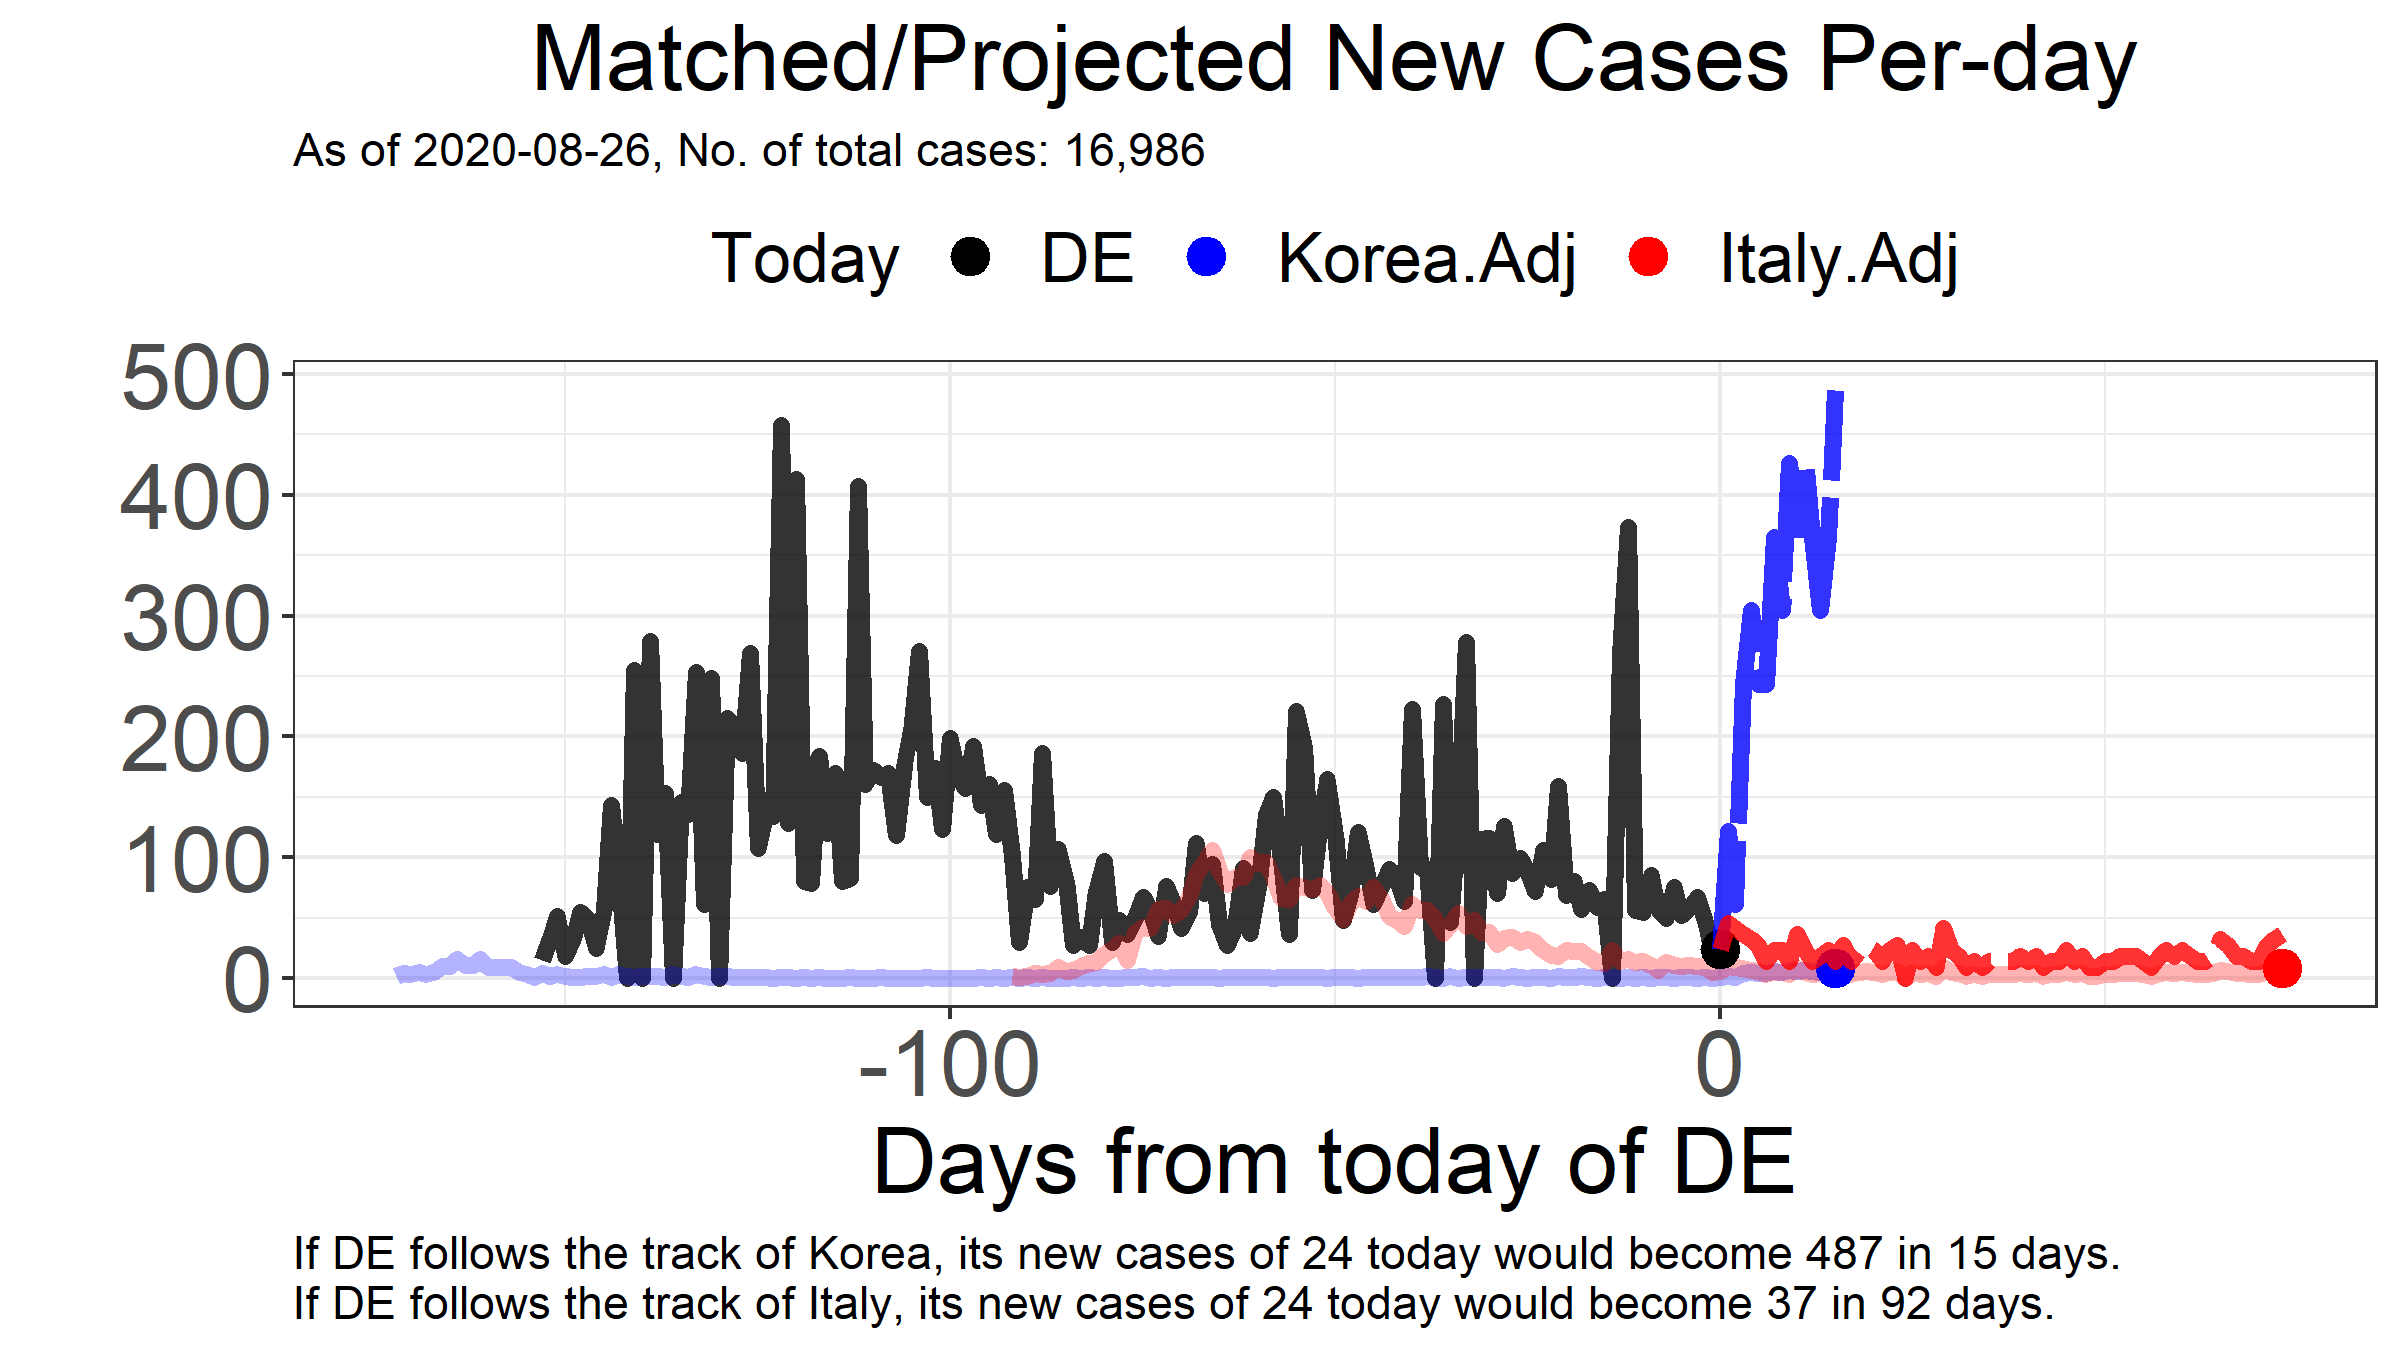 Matched/Projected New Cases Per-day
As of 2020-08-26, No. of total cases: 16,986
Today DE Korea.Adj Italy.Adj
500
400
300
200
100
0
-100 0
Days from today of DE
If DE follows the track of Korea, its new cases of 24 today would become 487 in 15 days.
If DE follows the track of Italy, its new cases of 24 today would become 37 in 92 days.